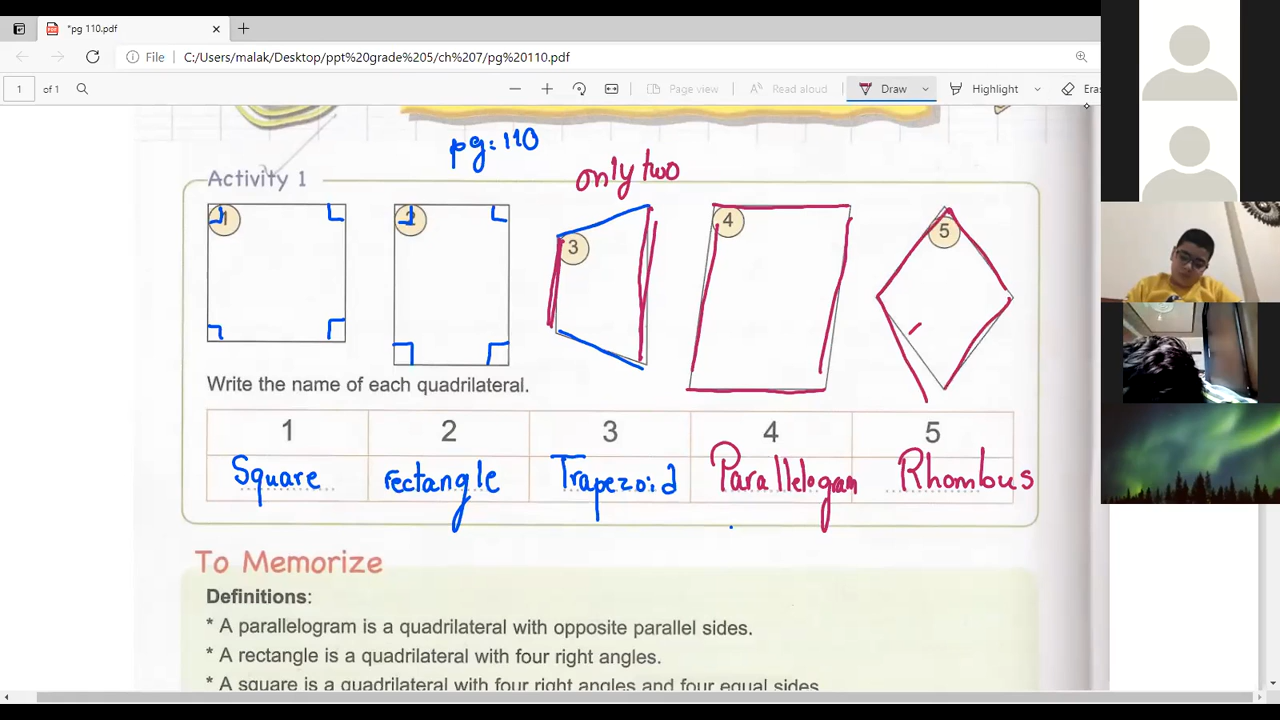 *pg 110.pdf
File C:/Users/malak/Desktop/ppt%20grade%205/ch%207/pg%20110.pdf
1 of 1 Page view Read aloud Draw Highlight Eras
pg: 110
only two
Activity 1
1 2 3 4 5
Write the name of each quadrilateral.
1 2 3 4 5
Square rectangle Trapezoid Parallelogam Rhombus
To Memorize
Definitions:
* A parallelogram is a quadrilateral with opposite parallel sides.
* A rectangle is a quadrilateral with four right angles.
* A square is a quadrilateral with four right angles and four equal sides